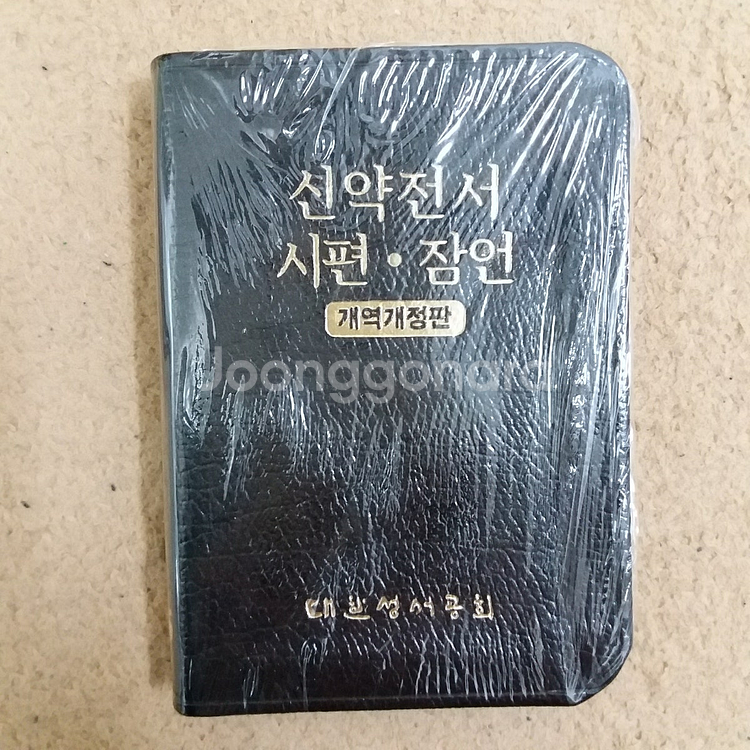 신약전서
시편 · 잠언
개역개정판
Joonggonara
대한성서공회